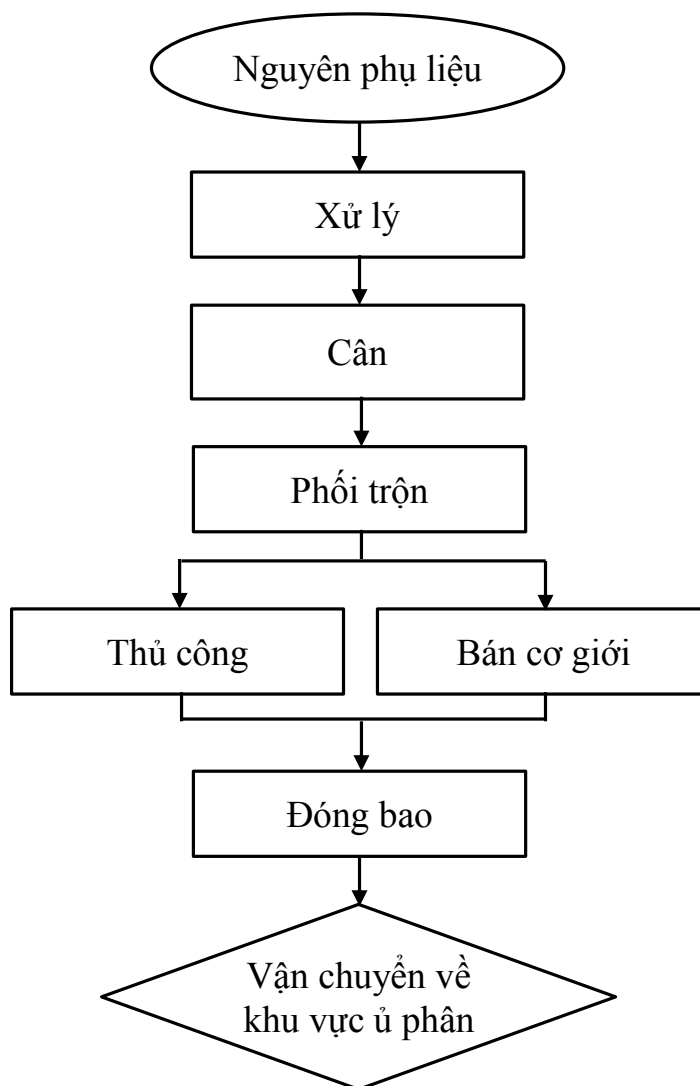 Nguyên phụ liệu
Xử lý
Cân
Phối trộn
Thủ công
Bán cơ giới
Đóng bao
Vận chuyển về
khu vực ủ phân